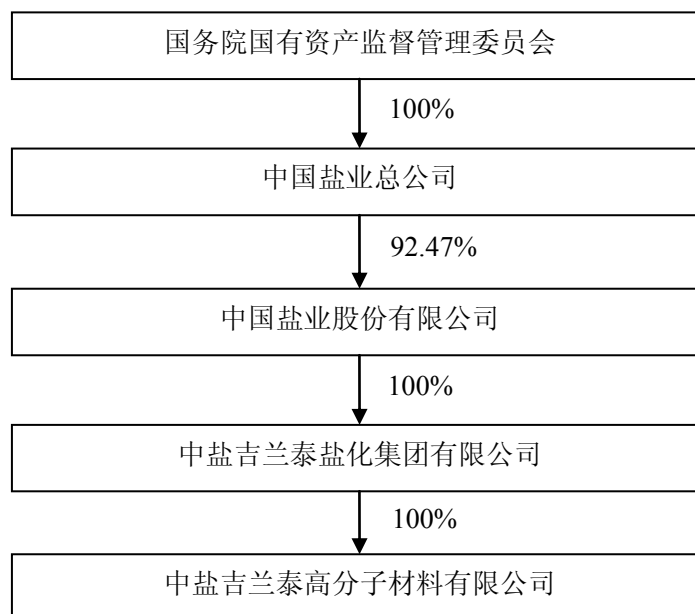 国务院国有资产监督管理委员会
100%
中国盐业总公司
92.47%
中国盐业股份有限公司
100%
中盐吉兰泰盐化集团有限公司
100%
中盐吉兰泰高分子材料有限公司